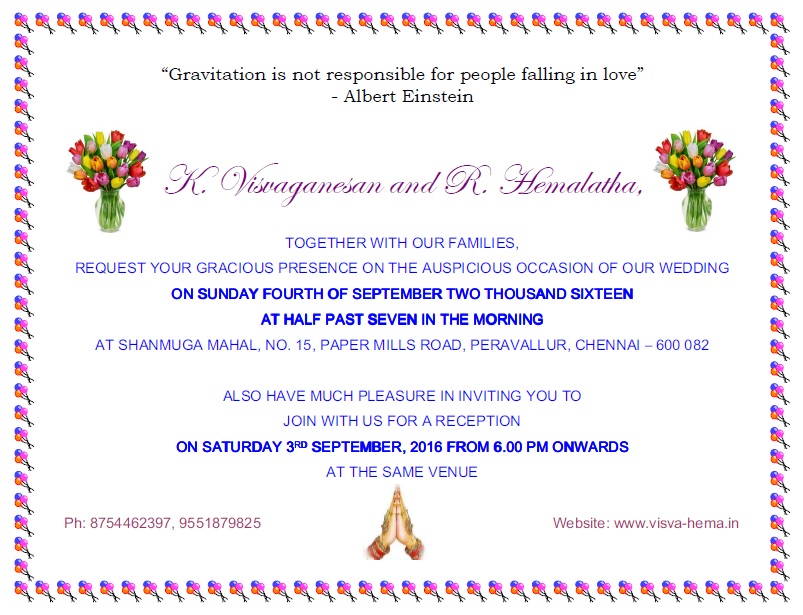 “Gravitation is not responsible for people falling in love”
- Albert Einstein
K. Visvaganesan and R. Hemalatha,
TOGETHER WITH OUR FAMILIES,
REQUEST YOUR GRACIOUS PRESENCE ON THE AUSPICIOUS OCCASION OF OUR WEDDING
ON SUNDAY FOURTH OF SEPTEMBER TWO THOUSAND SIXTEEN
AT HALF PAST SEVEN IN THE MORNING
AT SHANMUGA MAHAL, NO. 15, PAPER MILLS ROAD, PERAVALLUR, CHENNAI – 600 082
ALSO HAVE MUCH PLEASURE IN INVITING YOU TO
JOIN WITH US FOR A RECEPTION
ON SATURDAY 3RD SEPTEMBER, 2016 FROM 6.00 PM ONWARDS
AT THE SAME VENUE
Ph: 8754462397, 9551879825
Website: www.visva-hema.in